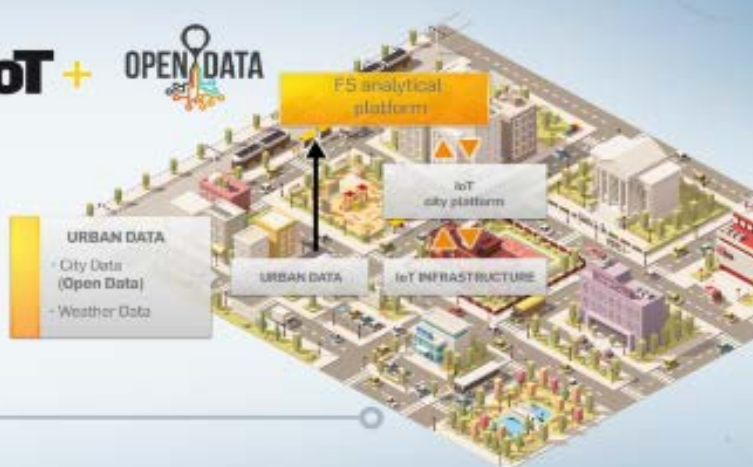 IoT +
OPEN DATA
FS analytical
platform
IoT
city platform
URBAN DATA
- City Data
(Open Data)
- Weather Data
URBAN DATA
IoT INFRASTRUCTURE